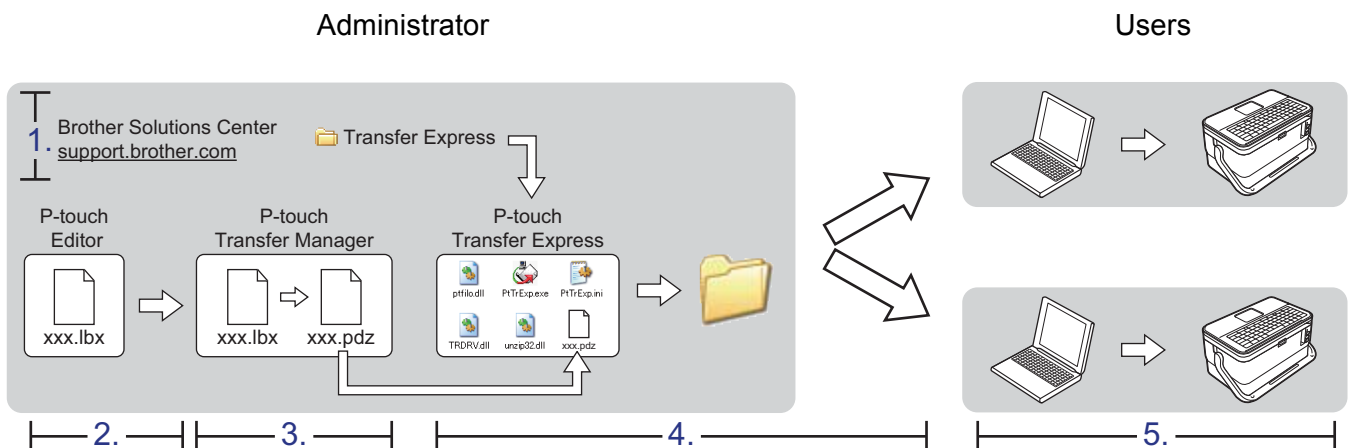 Administrator
Users
1.
Brother Solutions Center
support.brother.com
Transfer Express
P-touch
Editor
xxx.lbx
P-touch
Transfer Manager
xxx.lbx
xxx.pdz
P-touch
Transfer Express
ptfilo.dll
PtTrExp.exe
PtTrExp.ini
TRDRV.dll
unzip32.dll
xxx.pdz
2.
3.
4.
5.